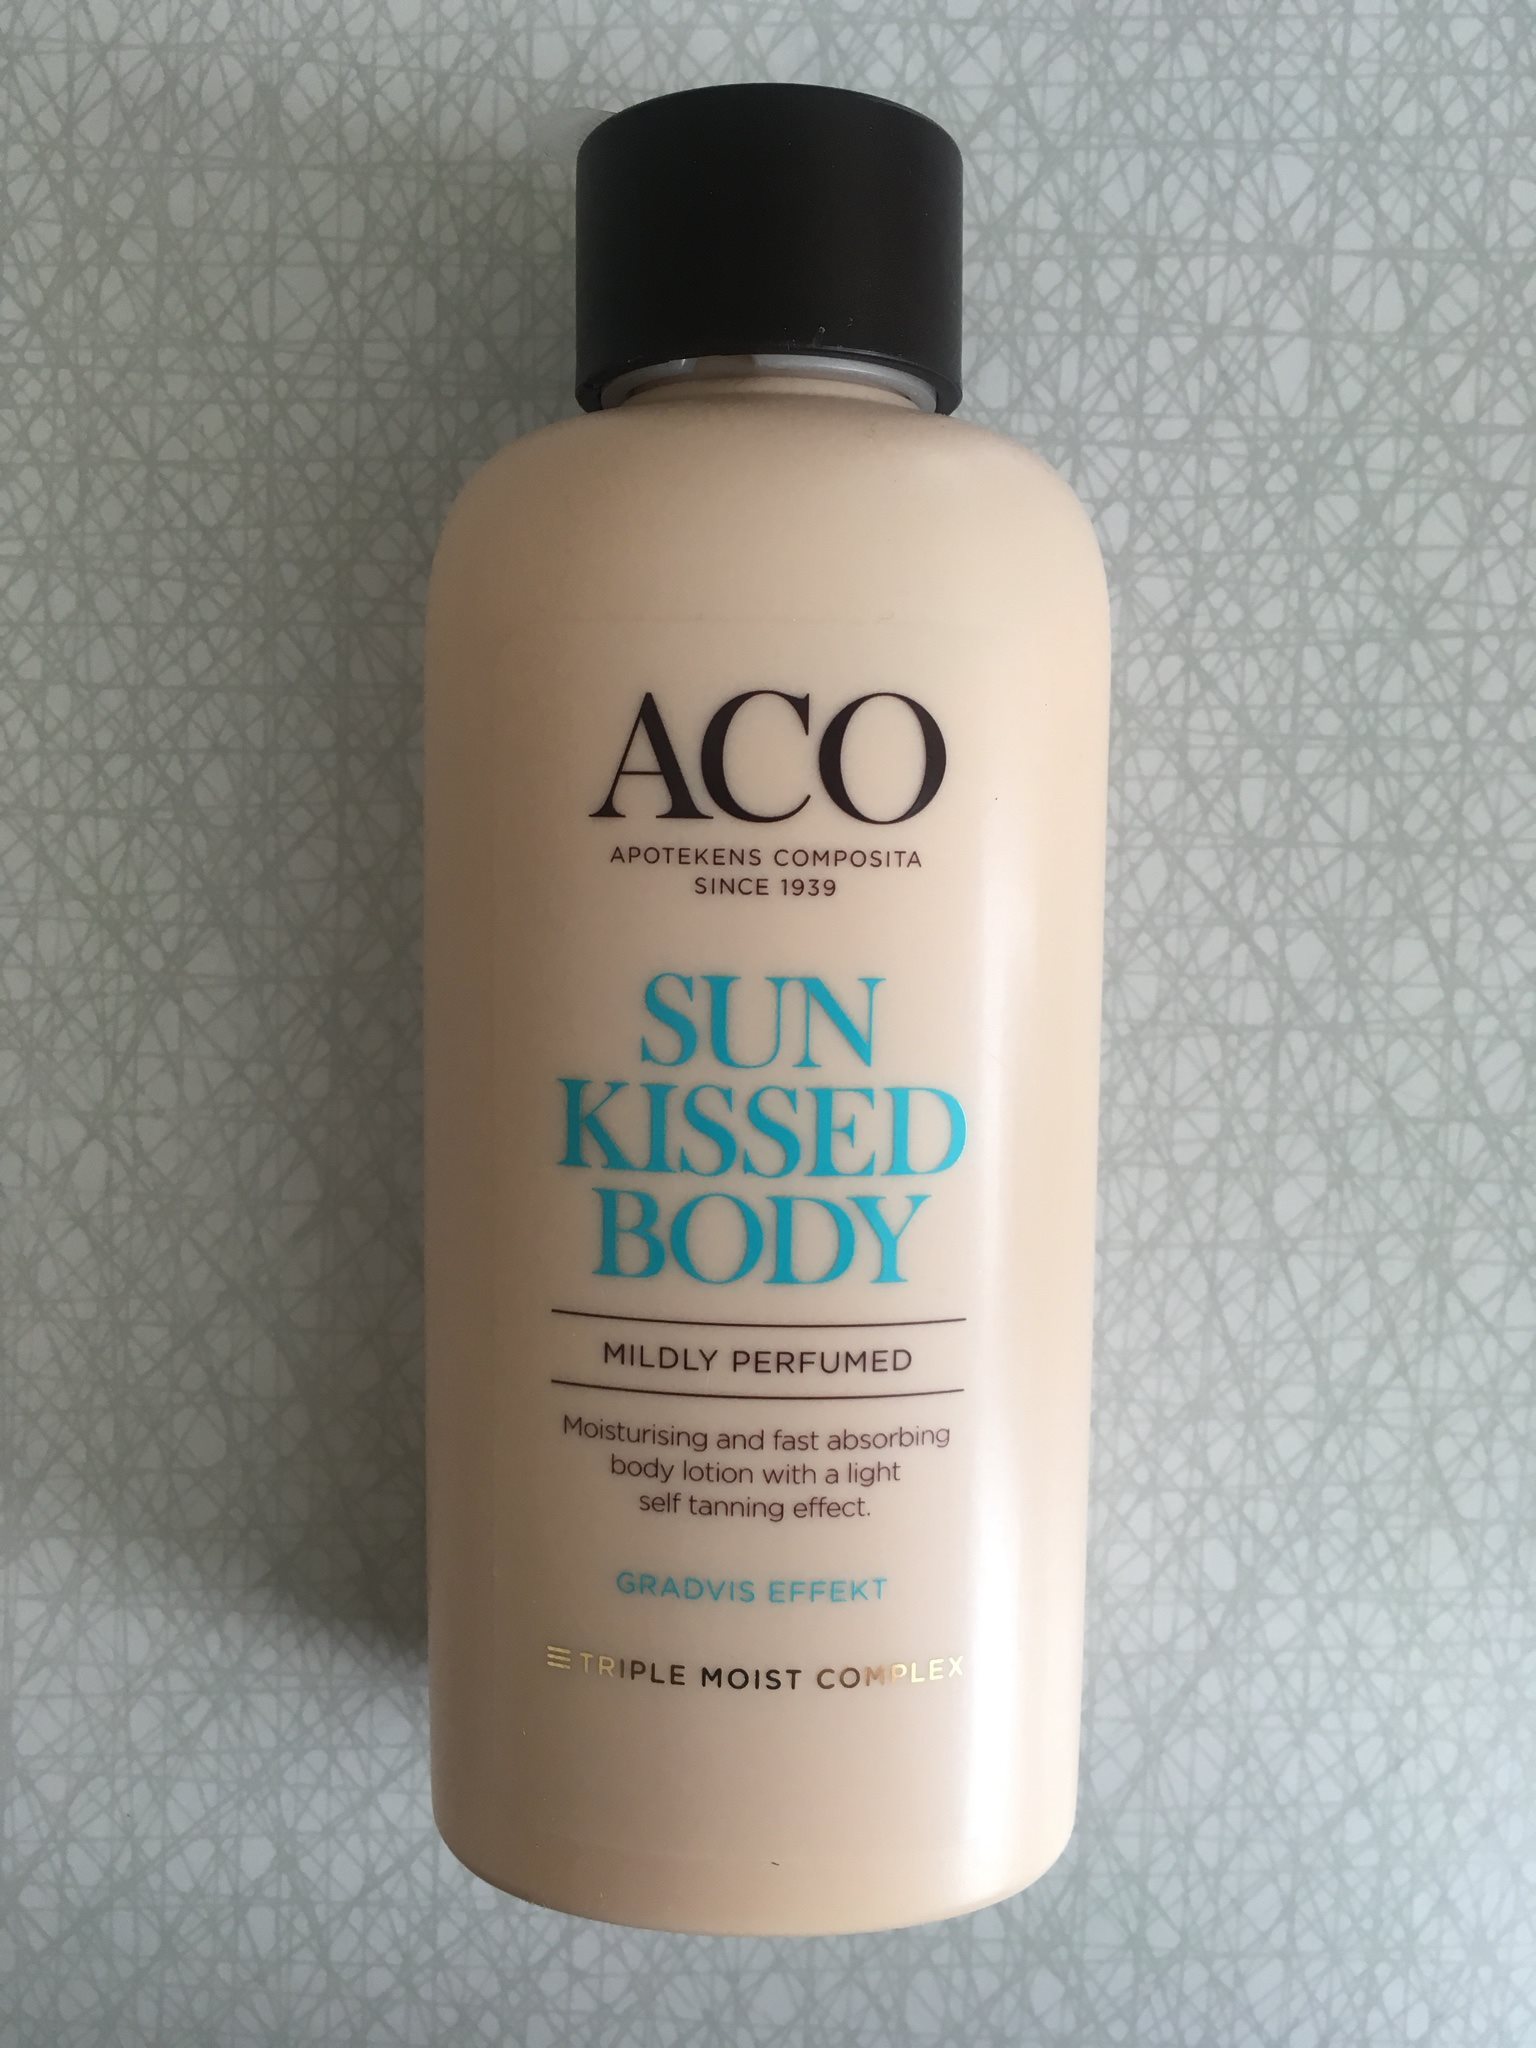 ACO
APOTEKENS COMPOSITA
SINCE 1939
SUN
KISSED
BODY
MILDLY PERFUMED
Moisturising and fast absorbing
body lotion with a light
self tanning effect.
GRADVIS EFFEKT
TRIPLE MOIST COMPLEX